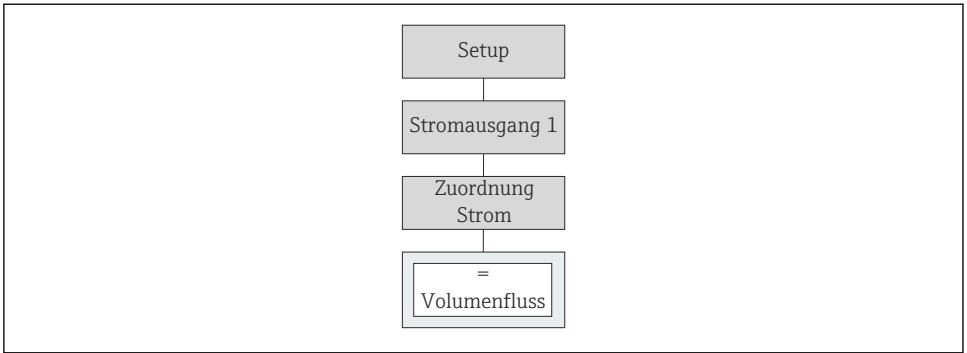 Setup
Stromausgang 1
Zuordnung
Strom
=
Volumenfluss